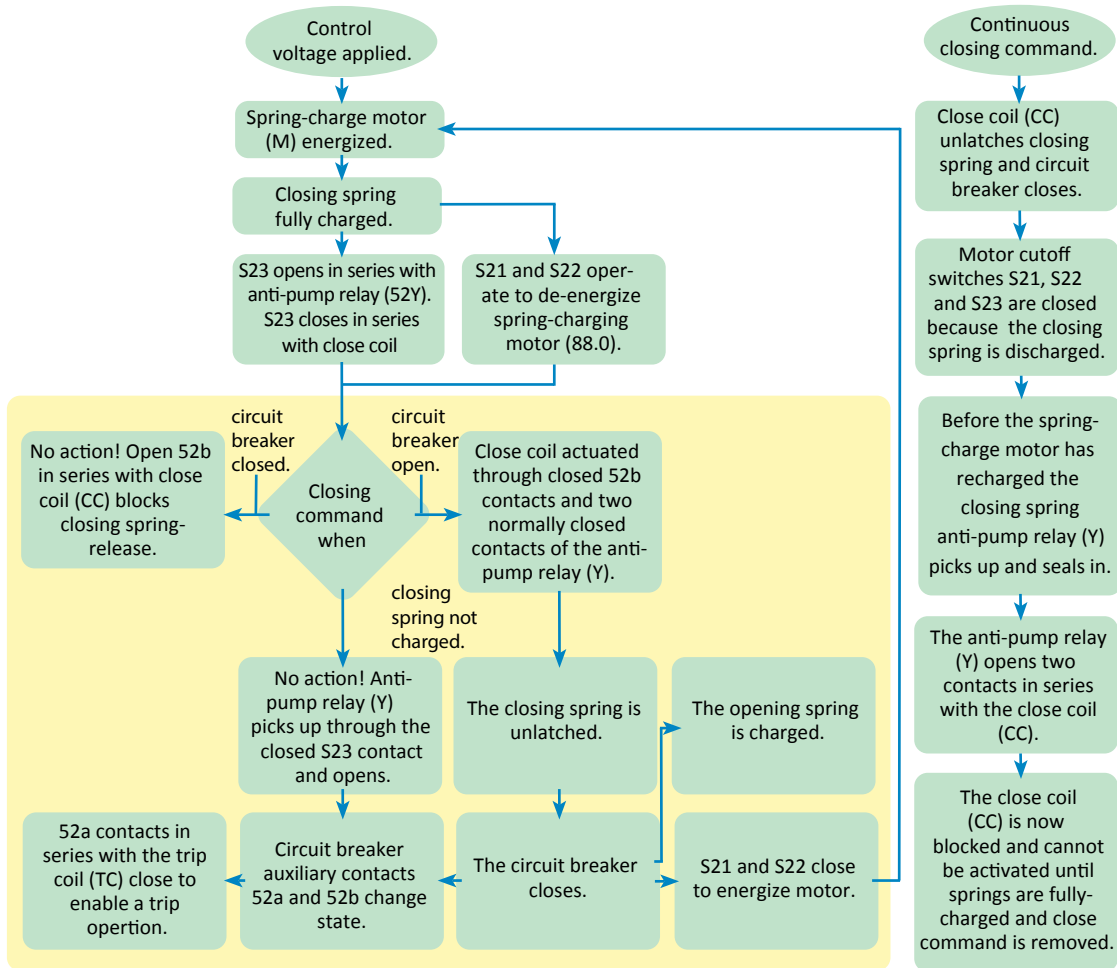 Control
voltage applied.
Spring-charge motor
(M) energized.
Closing spring
fully charged.
S23 opens in series with
anti-pump relay (52Y).
S23 closes in series
with close coil
S21 and S22 oper-
ate to de-energize
spring-charging
motor (88.0).
circuit
breaker
closed.
circuit
breaker
open.
No action! Open 52b
in series with close
coil (CC) blocks
closing spring-
release.
Closing
command
when
Close coil actuated
through closed 52b
contacts and two
normally closed
contacts of the anti-
pump relay (Y).
closing
spring not
charged.
No action! Anti-
pump relay (Y)
picks up through the
closed S23 contact
and opens.
The closing spring is
unlatched.
The opening spring
is charged.
52a contacts in
series with the trip
coil (TC) close to
enable a trip
opertion.
Circuit breaker
auxiliary contacts
52a and 52b change
state.
The circuit breaker
closes.
S21 and S22 close
to energize motor.
Continuous
closing command.
Close coil (CC)
unlatches closing
spring and circuit
breaker closes.
Motor cutoff
switches S21, S22
and S23 are closed
because the closing
spring is discharged.
Before the spring-
charge motor has
recharged the
closing spring
anti-pump relay (Y)
picks up and seals in.
The anti-pump relay
(Y) opens two
contacts in series
with the close coil
(CC).
The close coil
(CC) is now
blocked and cannot
be activated until
springs are fully-
charged and close
command is removed.